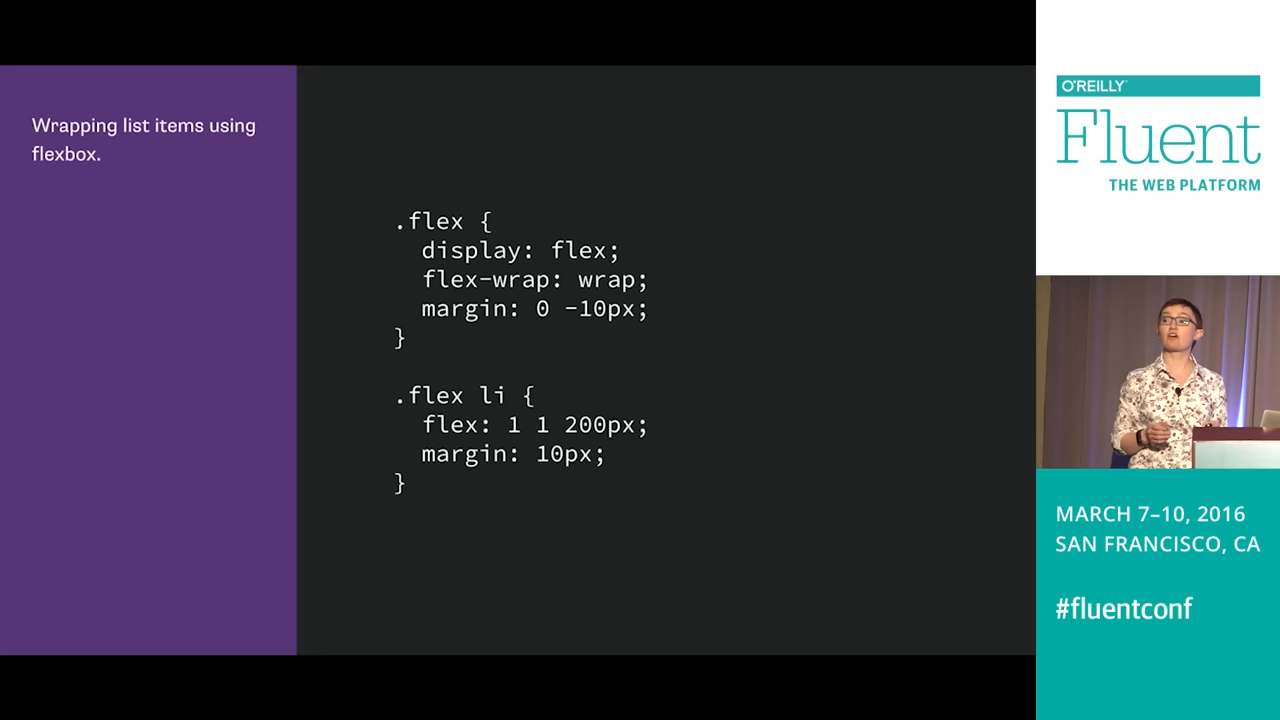 Wrapping list items using
flexbox.
.flex {
  display: flex;
  flex-wrap: wrap;
  margin: 0 -10px;
}
.flex li {
  flex: 1 1 200px;
  margin: 10px;
}
O'REILLY™
Fluent
THE WEB PLATFORM
MARCH 7–10, 2016
SAN FRANCISCO, CA
#fluentconf